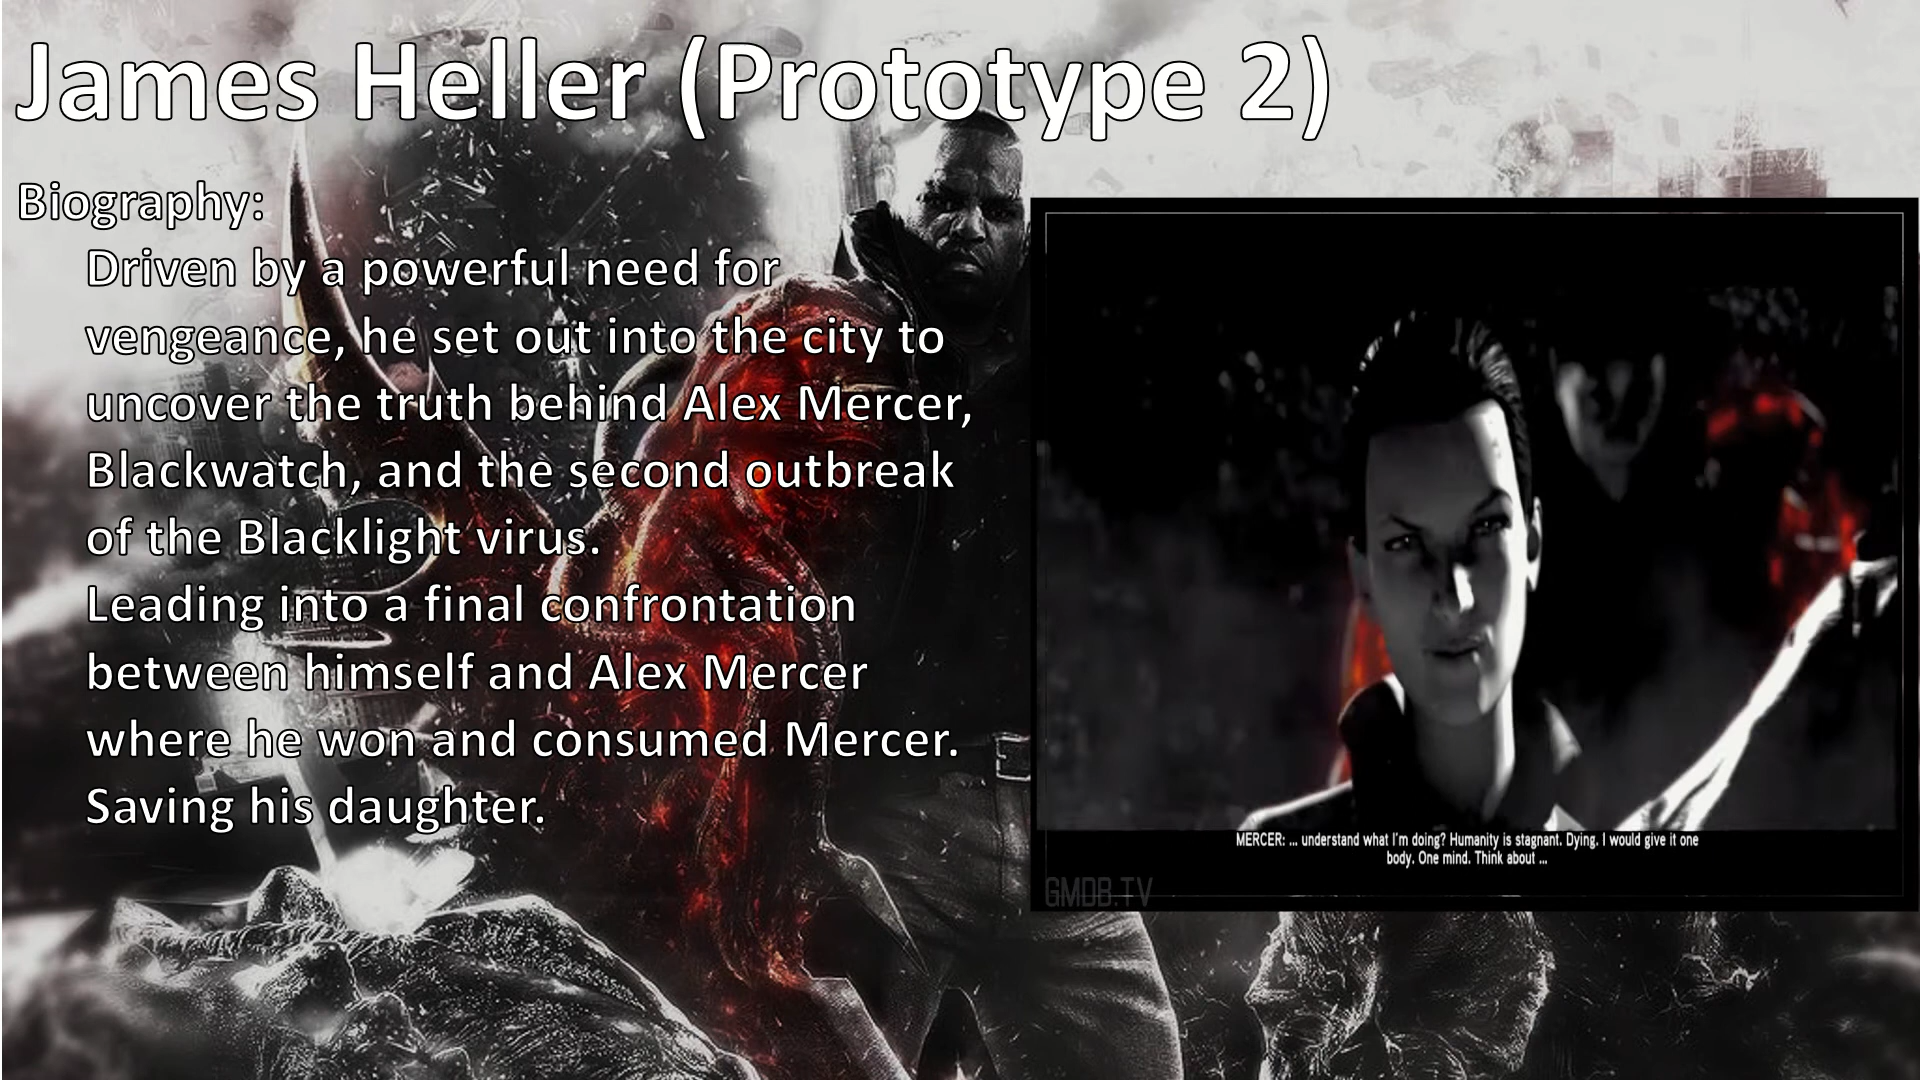 James Heller (Prototype 2)
Biography:
Driven by a powerful need for
vengeance, he set out into the city to
uncover the truth behind Alex Mercer,
Blackwatch, and the second outbreak
of the Blacklight virus.
Leading into a final confrontation
between himself and Alex Mercer
where he won and consumed Mercer.
Saving his daughter.
MERCER: ... understand what I'm doing? Humanity is stagnant. Dying. I would give it one
body. One mind. Think about ...
GMDB.TV